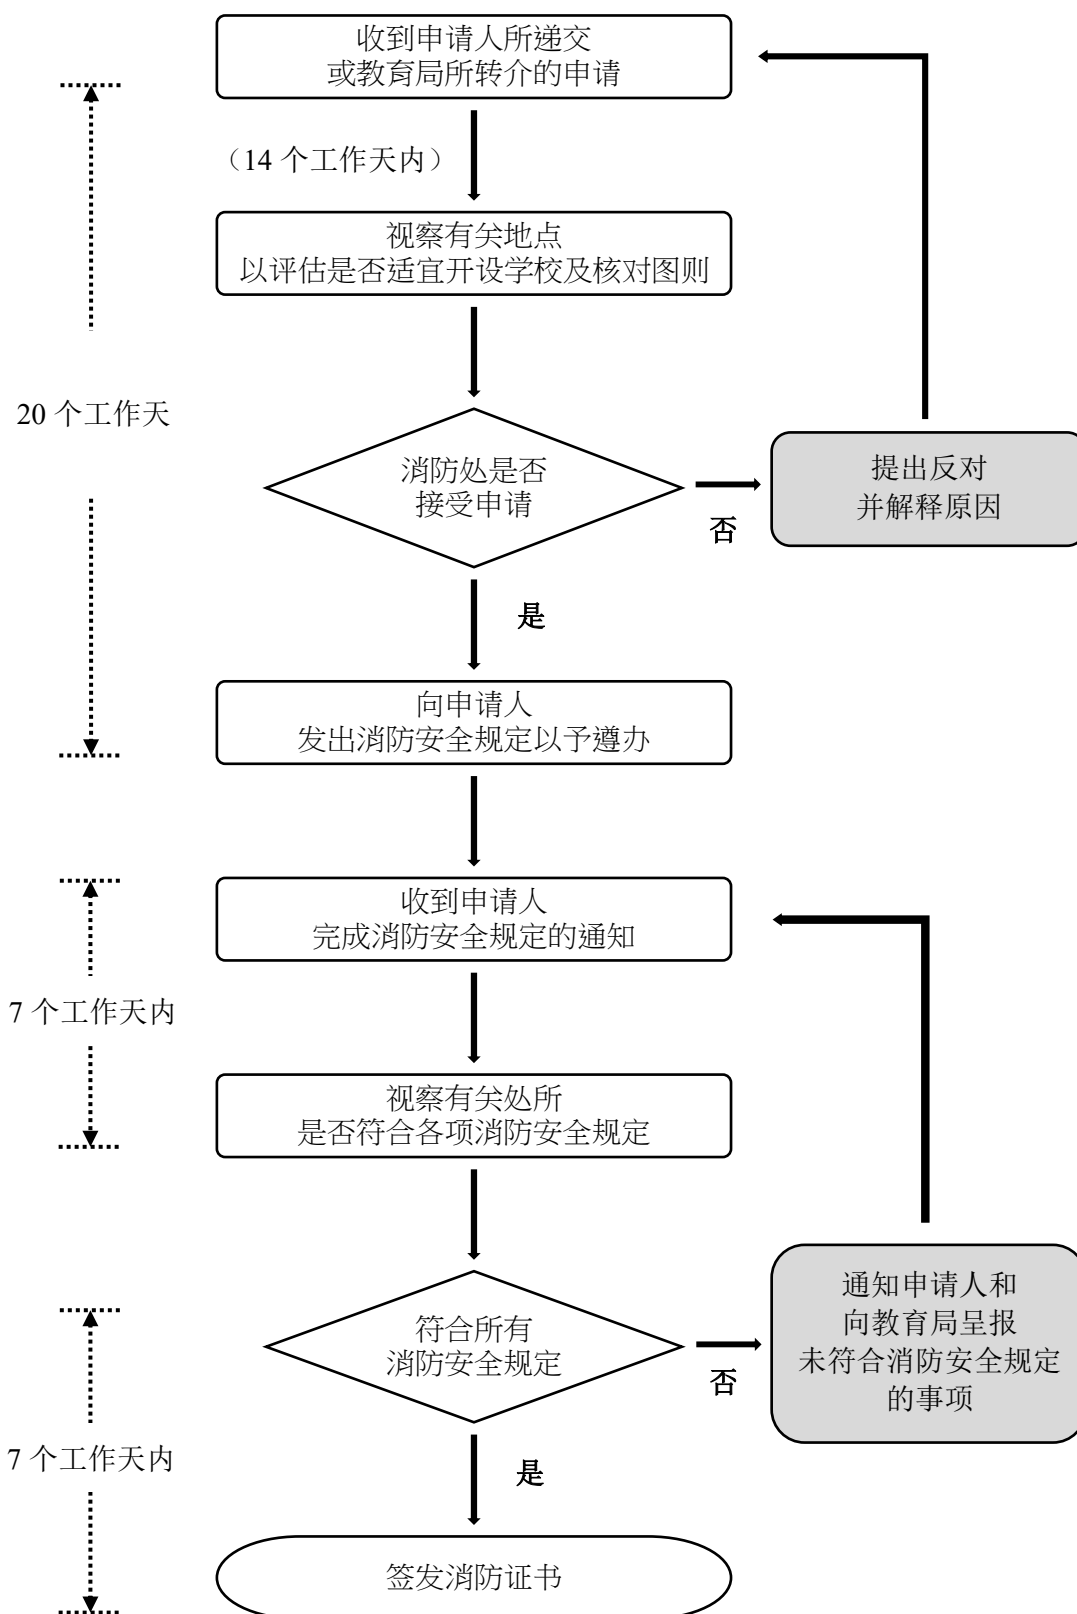 收到申请人所递交
或教育局所转介的申请
（14 个工作天内）
视察有关地点
以评估是否适宜开设学校及核对图则
20 个工作天
消防处是否
接受申请
否
提出反对
并解释原因
是
向申请人
发出消防安全规定以予遵办
收到申请人
完成消防安全规定的通知
7 个工作天内
视察有关处所
是否符合各项消防安全规定
符合所有
消防安全规定
否
通知申请人和
向教育局呈报
未符合消防安全规定
的事项
7 个工作天内
是
签发消防证书